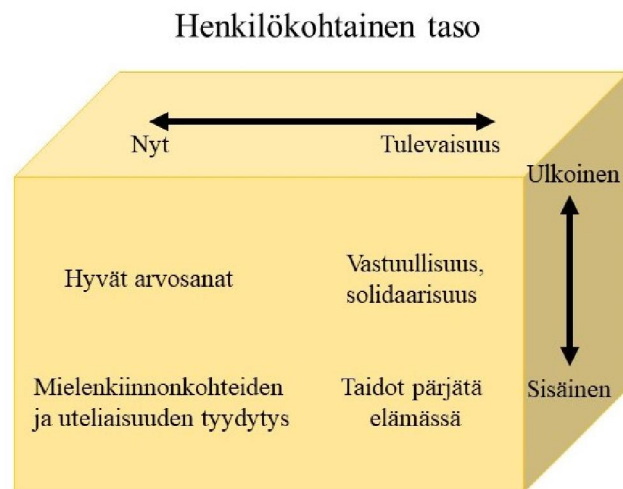 Henkilökohtainen taso
Nyt
Tulevaisuus
Ulkoinen
Hyvät arvosanat
Vastuullisuus,
solidaarisuus
Mielenkiinnonkohteiden
ja uteliaisuuden tyydytys
Taidot pärjätä
elämässä
Sisäinen